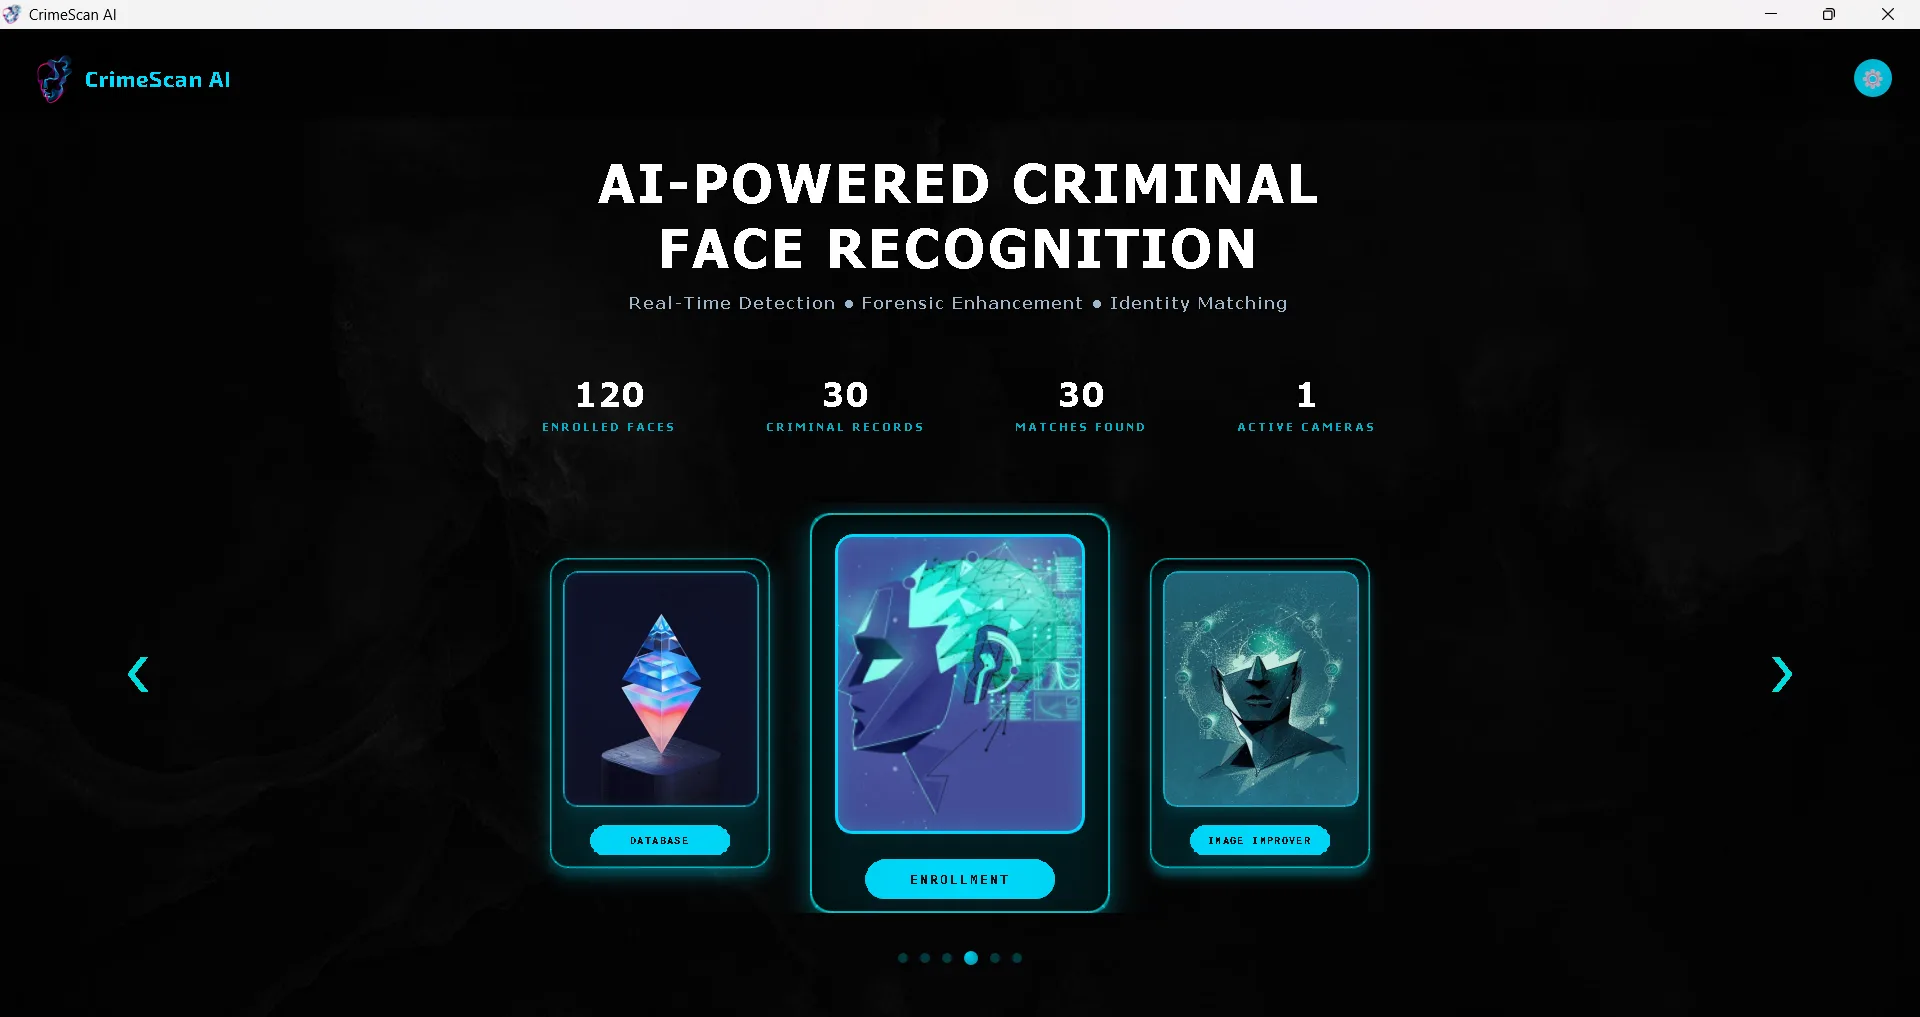 CrimeScan AI
CrimeScan AI
AI-POWERED CRIMINAL
FACE RECOGNITION
Real-Time Detection ● Forensic Enhancement ● Identity Matching
120
ENROLLED FACES
30
CRIMINAL RECORDS
30
MATCHES FOUND
1
ACTIVE CAMERAS
DATABASE
ENROLLMENT
IMAGE IMPROVER